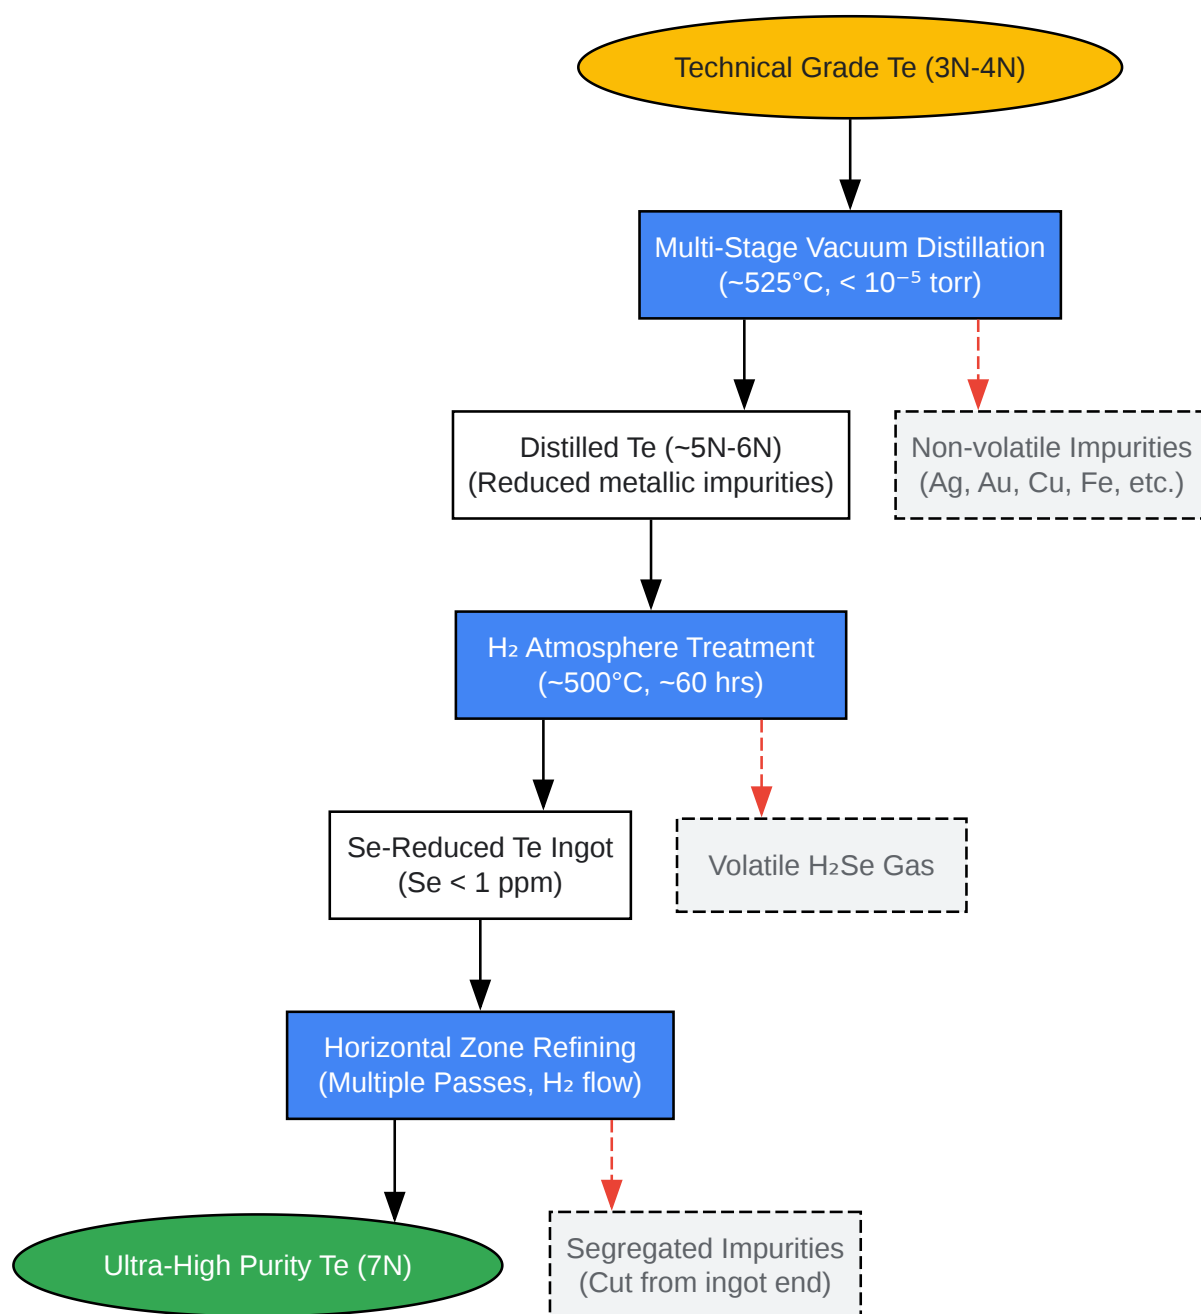 Technical Grade Te (3N-4N)
Multi-Stage Vacuum Distillation
(~525°C, < 10⁻⁵ torr)
Distilled Te (~5N-6N)
(Reduced metallic impurities)
Non-volatile Impurities
(Ag, Au, Cu, Fe, etc.)
H₂ Atmosphere Treatment
(~500°C, ~60 hrs)
Se-Reduced Te Ingot
(Se < 1 ppm)
Volatile H₂Se Gas
Horizontal Zone Refining
(Multiple Passes, H₂ flow)
Ultra-High Purity Te (7N)
Segregated Impurities
(Cut from ingot end)